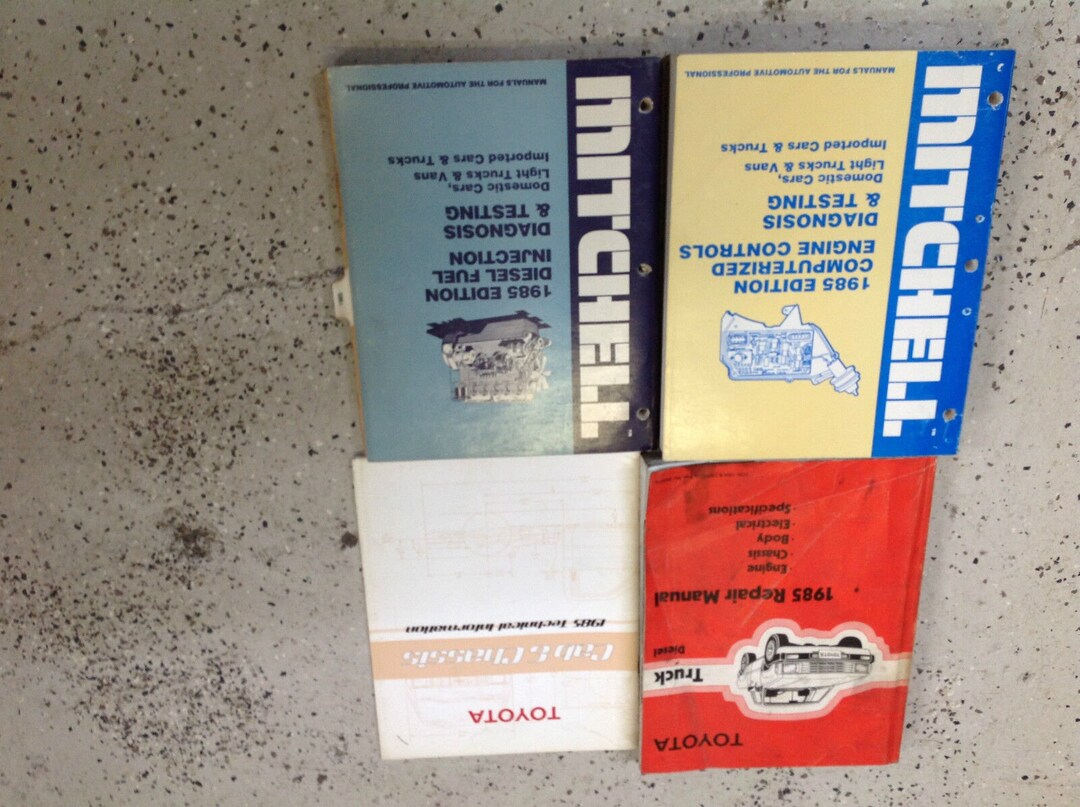 TOYOTA
Truck
Diesel
1985 Repair Manual
· Engine
· Chassis
· Body
· Electrical
· Specifications
TOYOTA
Cab & Chassis
1985 Technical Information
MITCHELL
1985 EDITION
COMPUTERIZED
ENGINE CONTROLS
DIAGNOSIS
& TESTING
Domestic Cars,
Light Trucks & Vans
Imported Cars & Trucks
MANUALS FOR THE AUTOMOTIVE PROFESSIONAL
MITCHELL
1985 EDITION
DIESEL FUEL
INJECTION
DIAGNOSIS
& TESTING
Domestic Cars,
Light Trucks & Vans
Imported Cars & Trucks
MANUALS FOR THE AUTOMOTIVE PROFESSIONAL